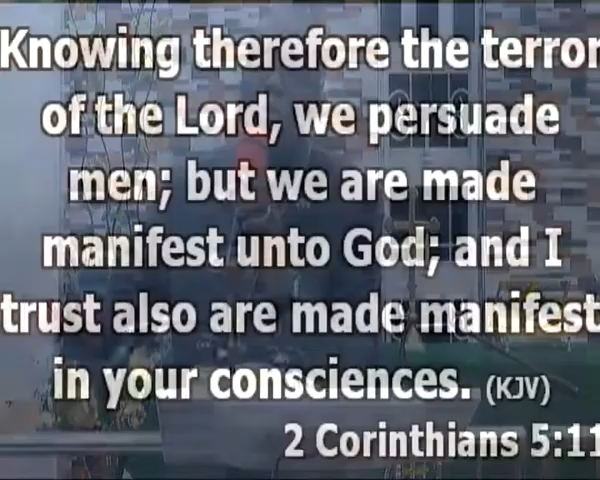 Knowing therefore the terror
of the Lord, we persuade
men; but we are made
manifest unto God; and I
trust also are made manifest
in your consciences. (KJV)
2 Corinthians 5:11